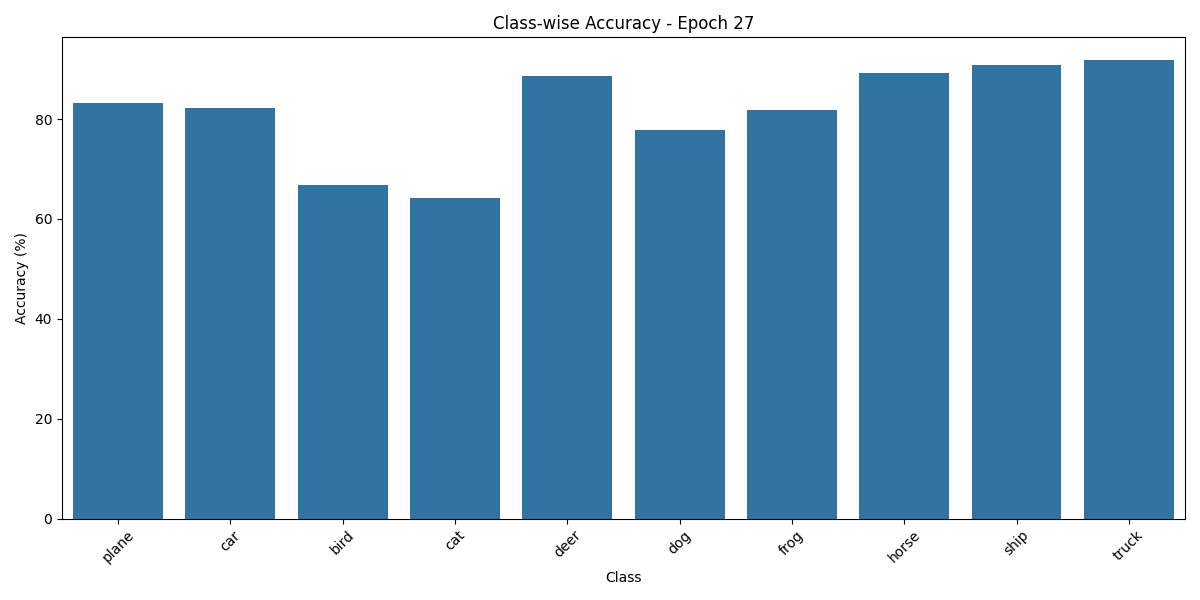 Class-wise Accuracy - Epoch 27
Accuracy (%)
80
60
40
20
0
plane car bird cat deer dog frog horse ship truck
Class